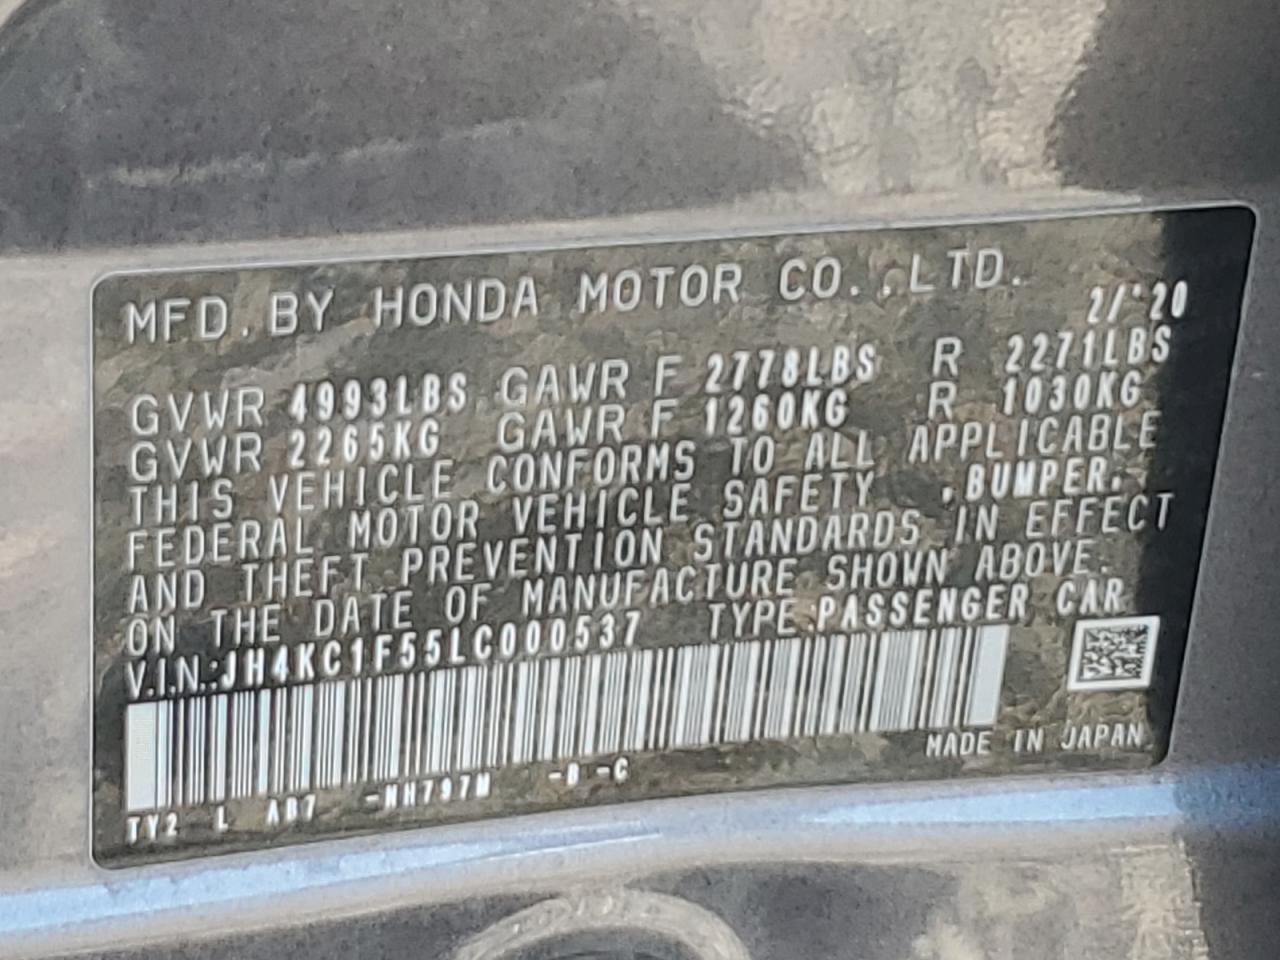 MFD. BY HONDA MOTOR CO., LTD.
2/'20
GVWR 4993LBS GAWR F 2778LBS R 2271LBS
GVWR 2265KG GAWR F 1260KG R 1030KG
THIS VEHICLE CONFORMS TO ALL APPLICABLE
FEDERAL MOTOR VEHICLE SAFETY ,BUMPER,
AND THEFT PREVENTION STANDARDS IN EFFECT
ON THE DATE OF MANUFACTURE SHOWN ABOVE.
V.I.N.:JH4KC1F55LC000537 TYPE:PASSENGER CAR
MADE IN JAPAN
TY2 L AB7 -NH797M -B -C